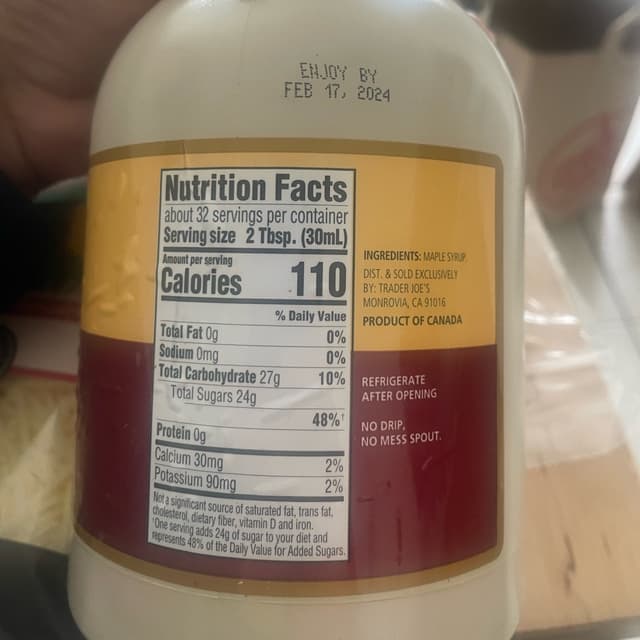 ENJOY BY
FEB 17, 2024
Nutrition Facts
about 32 servings per container
Serving size 2 Tbsp. (30mL)
Amount per serving
Calories 110
% Daily Value
Total Fat 0g 0%
Sodium 0mg 0%
Total Carbohydrate 27g 10%
Total Sugars 24g
48%†
Protein 0g
Calcium 30mg 2%
Potassium 90mg 2%
Not a significant source of saturated fat, trans fat,
cholesterol, dietary fiber, vitamin D and iron.
†One serving adds 24g of sugar to your diet and
represents 48% of the Daily Value for Added Sugars.
INGREDIENTS: MAPLE SYRUP.
DIST. & SOLD EXCLUSIVELY
BY: TRADER JOE'S
MONROVIA, CA 91016
PRODUCT OF CANADA
REFRIGERATE
AFTER OPENING
NO DRIP,
NO MESS SPOUT.